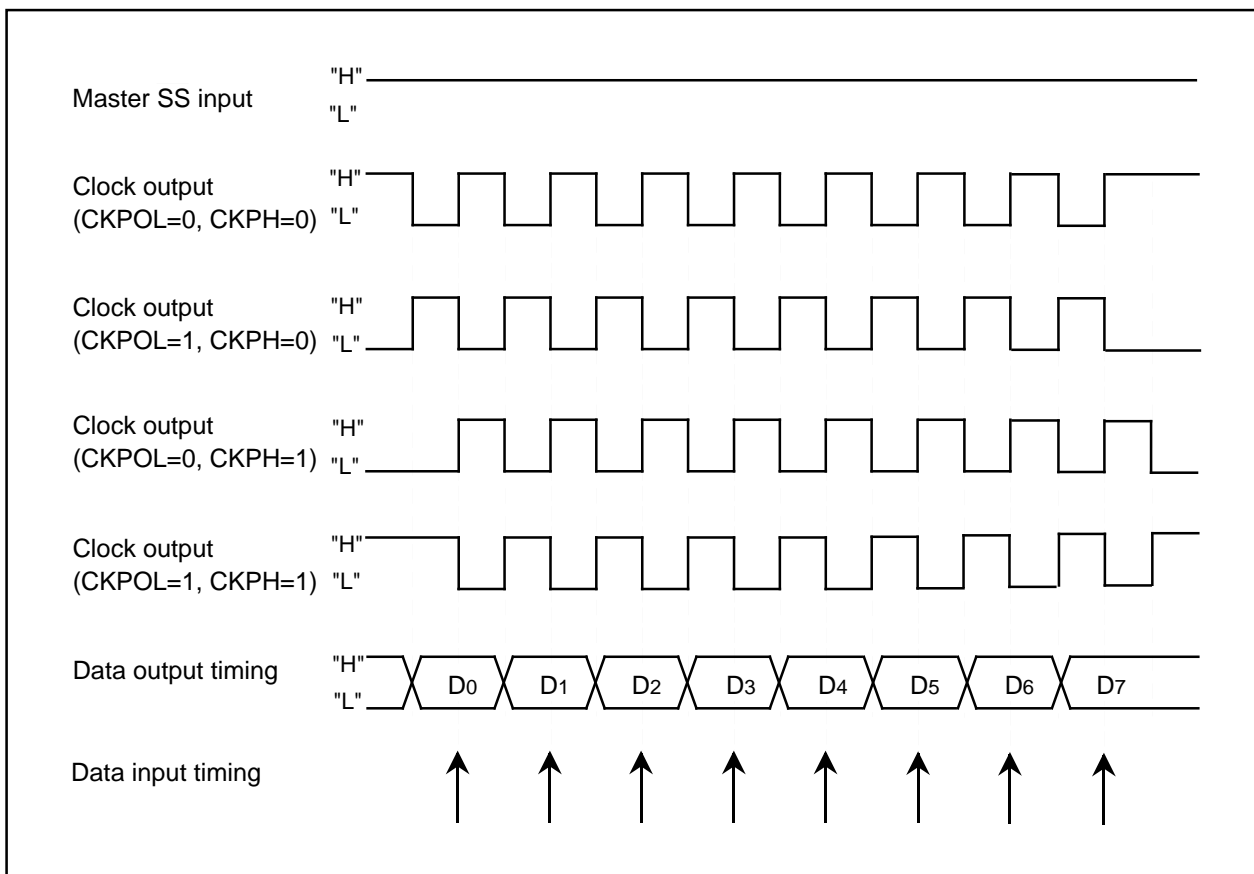 Master SS input
"H"
"L"
Clock output
(CKPOL=0, CKPH=0)
"H"
"L"
Clock output
(CKPOL=1, CKPH=0)
"H"
"L"
Clock output
(CKPOL=0, CKPH=1)
"H"
"L"
Clock output
(CKPOL=1, CKPH=1)
"H"
"L"
Data output timing
"H"
"L"
D0 D1 D2 D3 D4 D5 D6 D7
Data input timing